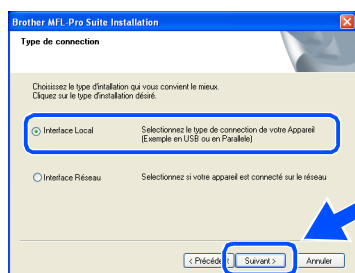 Brother MFL-Pro Suite Installation
Type de connection
Choisissez le type d'intallation qui vous convient le mieux.
Cliquez sur le type d'installation désiré.
Interface Local
Selectionnez le type de connection de votre Appareil
(Exemple en USB ou en Parallele)
Interface Réseau
Selectionnez si votre appareil est connecté sur le réseau
< Précédent Suivant > Annuler